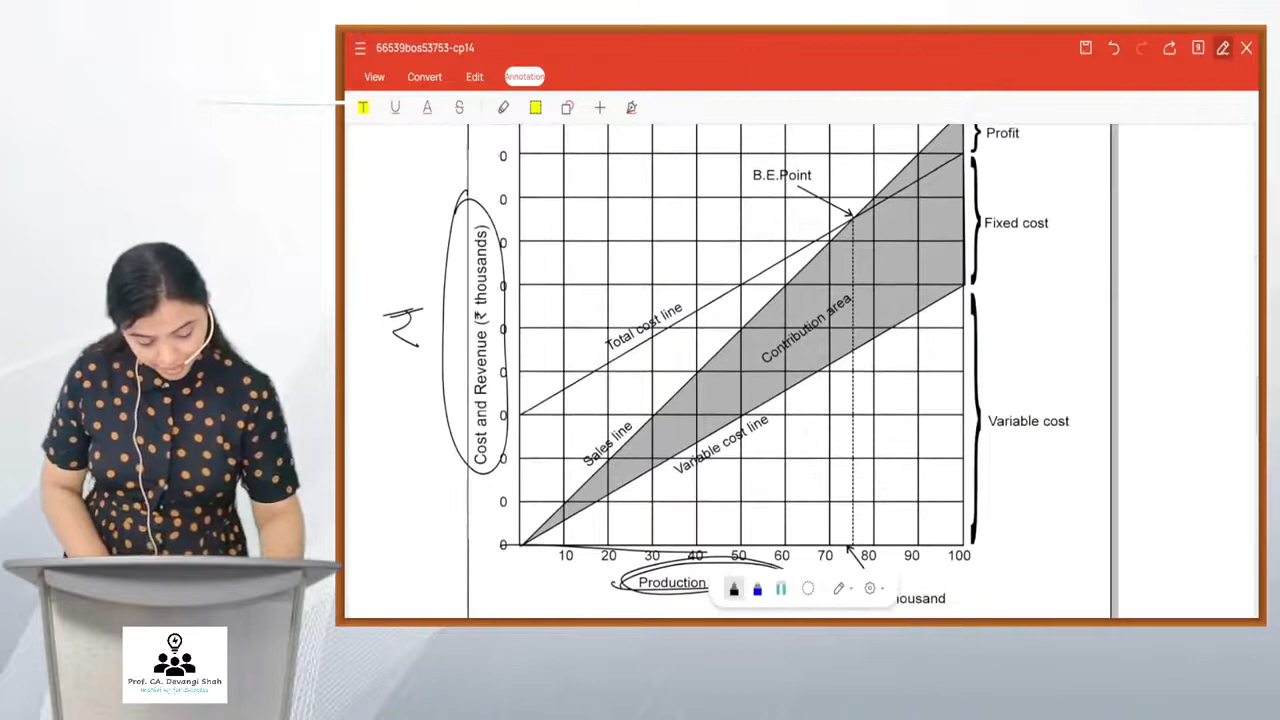 66539bos53753-cp14
9
View Convert Edit Annotation
T U A S
Profit
0
B.E.Point
0
Fixed cost
0
Cost and Revenue (₹ thousands)
0
Total cost line
0
Contribution area
0
0
Sales line
Variable cost line
Variable cost
0
0
0
10 20 30 40 50 60 70 80 90 100
Production
housand
Prof. CA. Devangi Shah